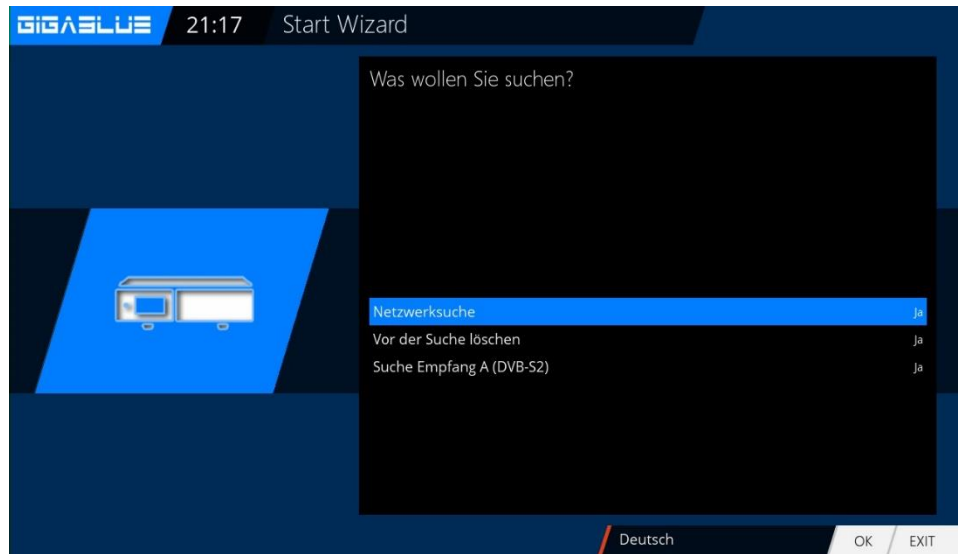 GIGABLUE 21:17 Start Wizard
Was wollen Sie suchen?
Netzwerksuche Ja
Vor der Suche löschen Ja
Suche Empfang A (DVB-S2) Ja
Deutsch OK EXIT